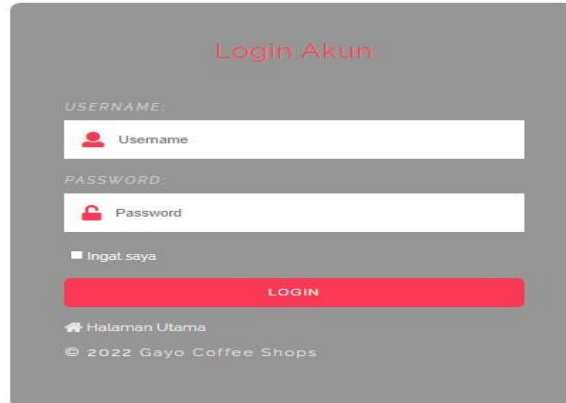 Login Akun
USERNAME:
Username
PASSWORD:
Password
Ingat saya
LOGIN
Halaman Utama
© 2022 Gayo Coffee Shops